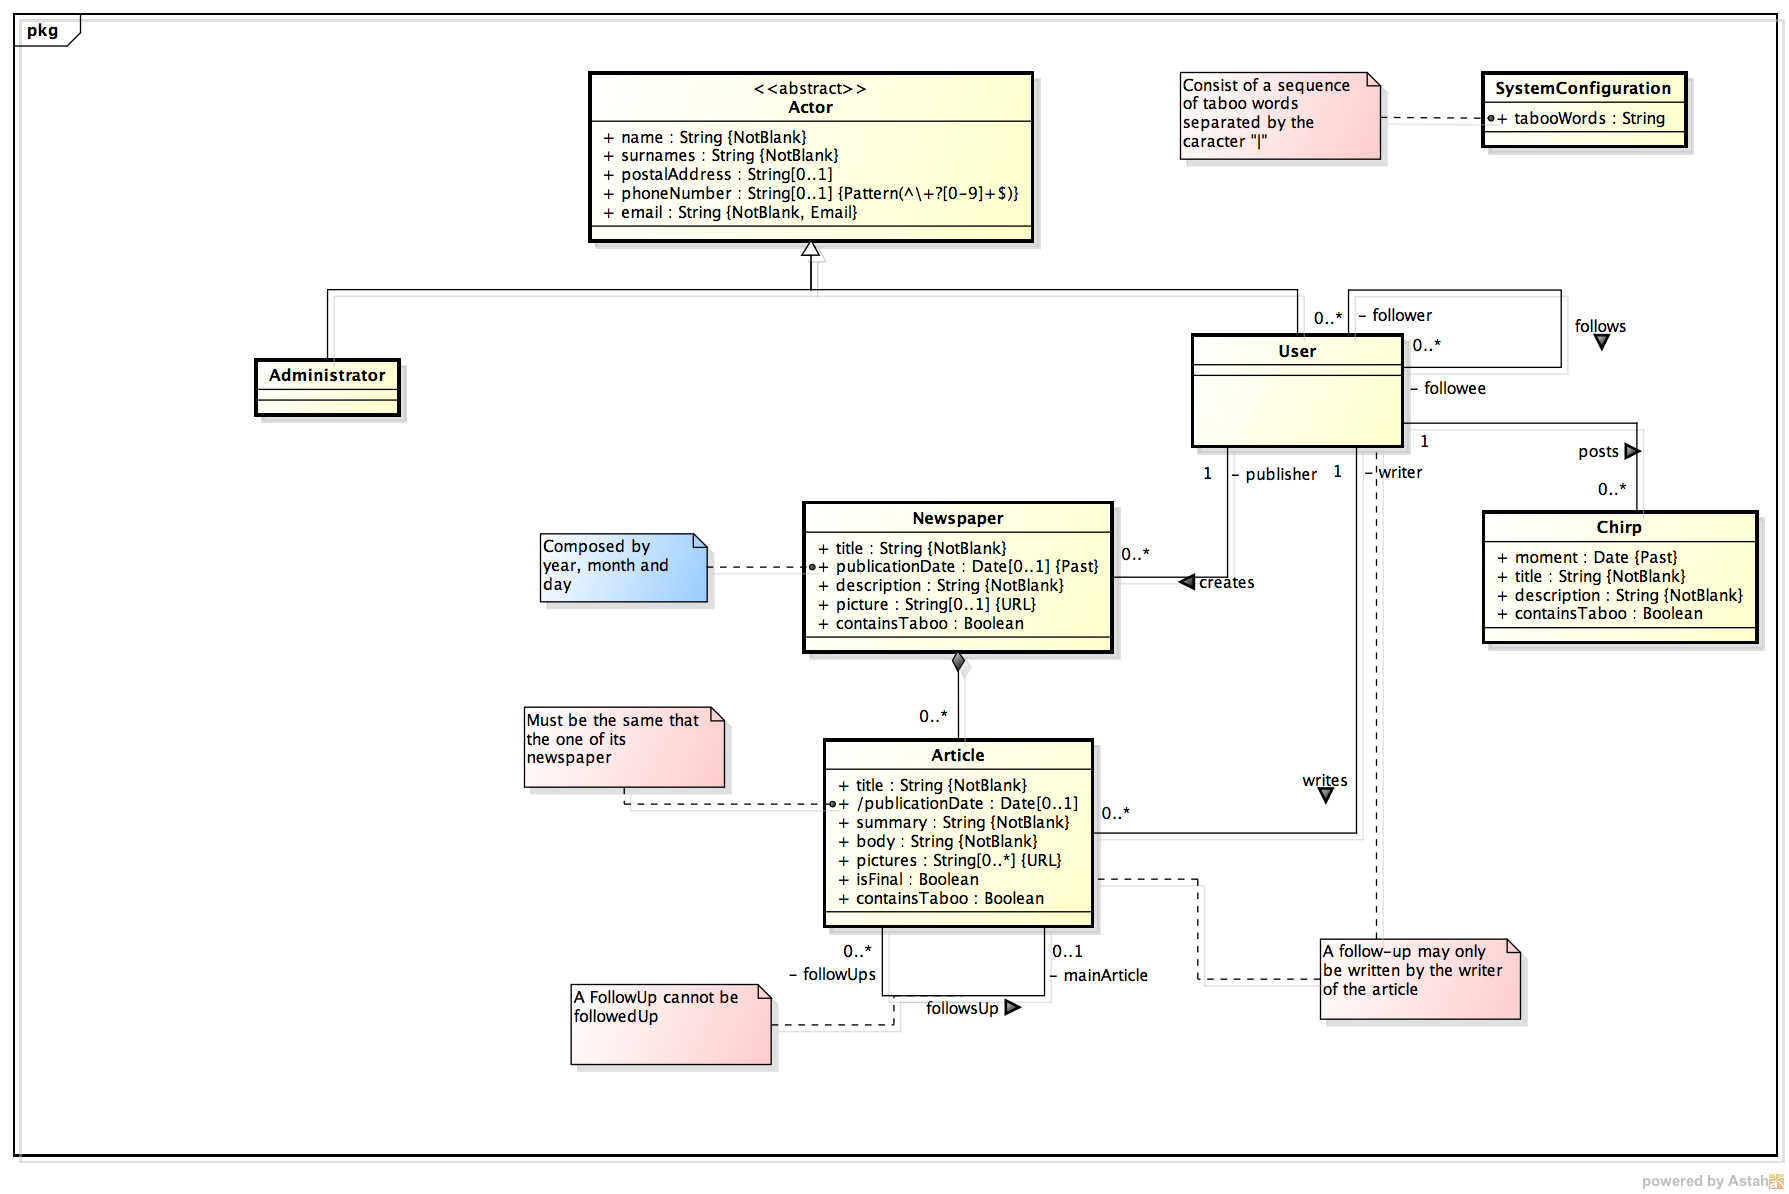 pkg
<<abstract>>
Actor
+ name : String {NotBlank}
+ surnames : String {NotBlank}
+ postalAddress : String[0..1]
+ phoneNumber : String[0..1] {Pattern(^\+?[0-9]+$)}
+ email : String {NotBlank, Email}
Consist of a sequence
of taboo words
separated by the
caracter "|"
SystemConfiguration
+ tabooWords : String
Administrator
0..*
- follower
follows
User
0..*
- followee
1
posts
0..*
1
- publisher
1
- writer
Newspaper
+ title : String {NotBlank}
+ publicationDate : Date[0..1] {Past}
+ description : String {NotBlank}
+ picture : String[0..1] {URL}
+ containsTaboo : Boolean
Composed by
year, month and
day
0..*
creates
Chirp
+ moment : Date {Past}
+ title : String {NotBlank}
+ description : String {NotBlank}
+ containsTaboo : Boolean
0..*
Must be the same that
the one of its
newspaper
Article
+ title : String {NotBlank}
+ /publicationDate : Date[0..1]
+ summary : String {NotBlank}
+ body : String {NotBlank}
+ pictures : String[0..*] {URL}
+ isFinal : Boolean
+ containsTaboo : Boolean
writes
0..*
0..*
- followUps
0..1
- mainArticle
followsUp
A FollowUp cannot be
followedUp
A follow-up may only
be written by the writer
of the article
powered by Astah